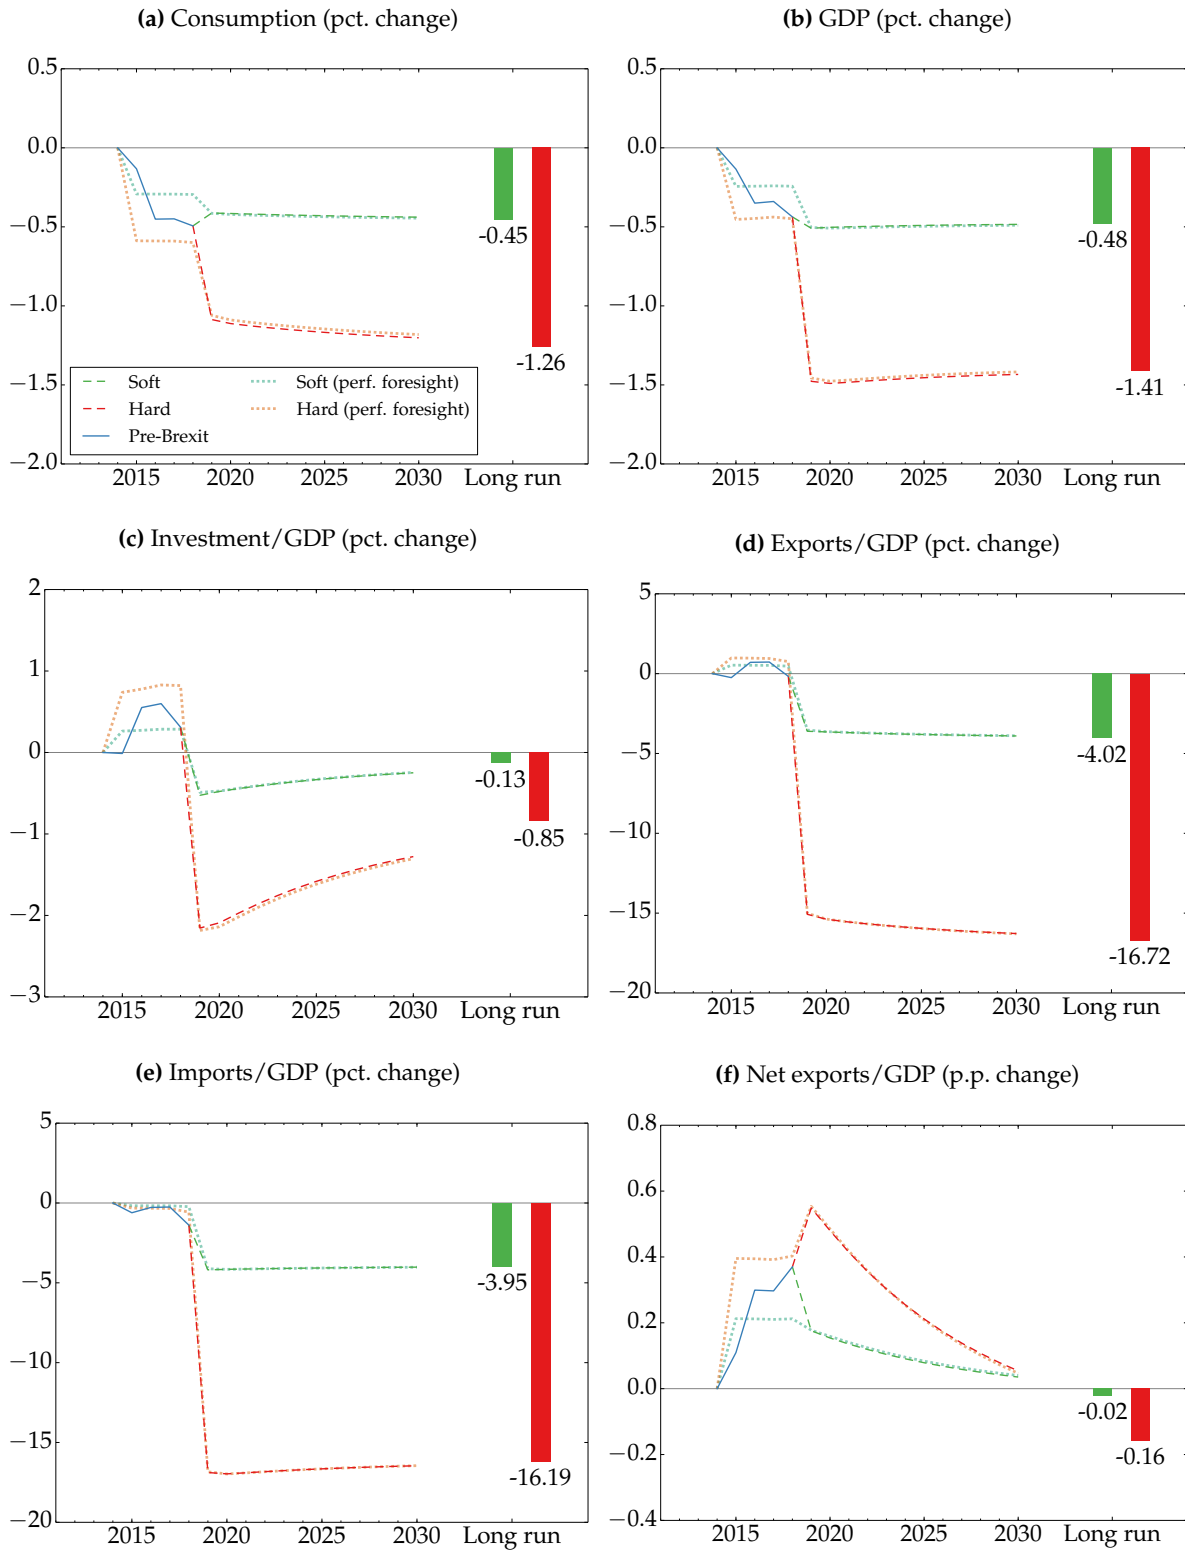 (a) Consumption (pct. change)
0.5
0.0
−0.5
−1.0
−1.5
−2.0
-0.45
-1.26
Soft
Hard
Pre-Brexit
Soft (perf. foresight)
Hard (perf. foresight)
2015 2020 2025 2030 Long run
(b) GDP (pct. change)
0.5
0.0
−0.5
−1.0
−1.5
−2.0
-0.48
-1.41
2015 2020 2025 2030 Long run
(c) Investment/GDP (pct. change)
2
1
0
−1
−2
−3
-0.13
-0.85
2015 2020 2025 2030 Long run
(d) Exports/GDP (pct. change)
5
0
−5
−10
−15
−20
-4.02
-16.72
2015 2020 2025 2030 Long run
(e) Imports/GDP (pct. change)
5
0
−5
−10
−15
−20
-3.95
-16.19
2015 2020 2025 2030 Long run
(f) Net exports/GDP (p.p. change)
0.8
0.6
0.4
0.2
0.0
−0.2
−0.4
-0.02
-0.16
2015 2020 2025 2030 Long run